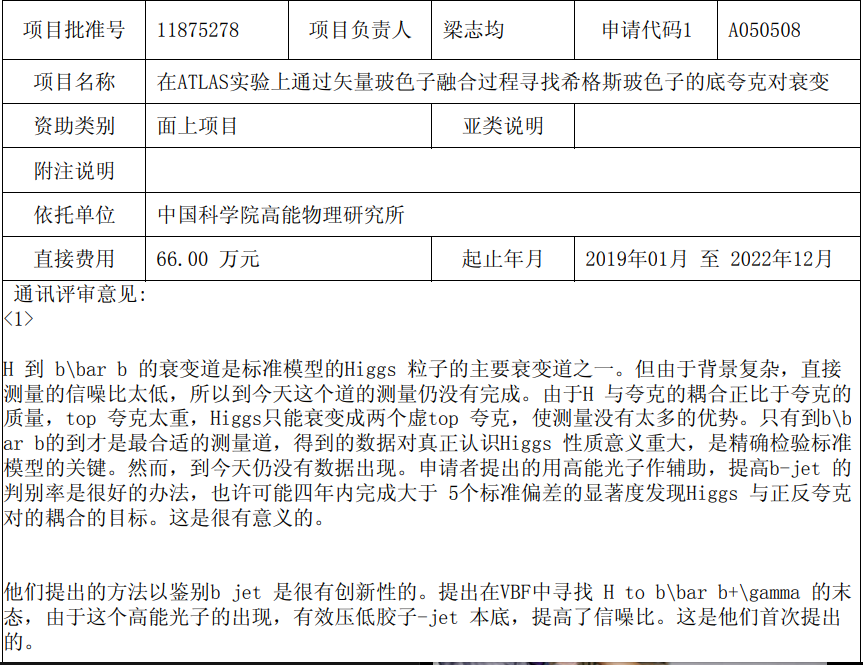 项目批准号 11875278 项目负责人 梁志均 申请代码1 A050508
项目名称 在ATLAS实验上通过矢量玻色子融合过程寻找希格斯玻色子的底夸克对衰变
资助类别 面上项目 亚类说明
附注说明
依托单位 中国科学院高能物理研究所
直接费用 66.00 万元 起止年月 2019年01月 至 2022年12月
通讯评审意见:
<1>
H 到 b\bar b 的衰变道是标准模型的Higgs 粒子的主要衰变道之一。但由于背景复杂，直接
测量的信噪比太低，所以到今天这个道的测量仍没有完成。由于H 与夸克的耦合正比于夸克的
质量，top 夸克太重，Higgs只能衰变成两个虚top 夸克，使测量没有太多的优势。只有到b\b
ar b的到才是最合适的测量道，得到的数据对真正认识Higgs 性质意义重大，是精确检验标准
模型的关键。然而，到今天仍没有数据出现。申请者提出的用高能光子作辅助，提高b-jet 的
判别率是很好的办法，也许可能四年内完成大于 5个标准偏差的显著度发现Higgs 与正反夸克
对的耦合的目标。这是很有意义的。
他们提出的方法以鉴别b jet 是很有创新性的。提出在VBF中寻找 H to b\bar b+\gamma 的末
态，由于这个高能光子的出现，有效压低胶子-jet 本底，提高了信噪比。这是他们首次提出
的。